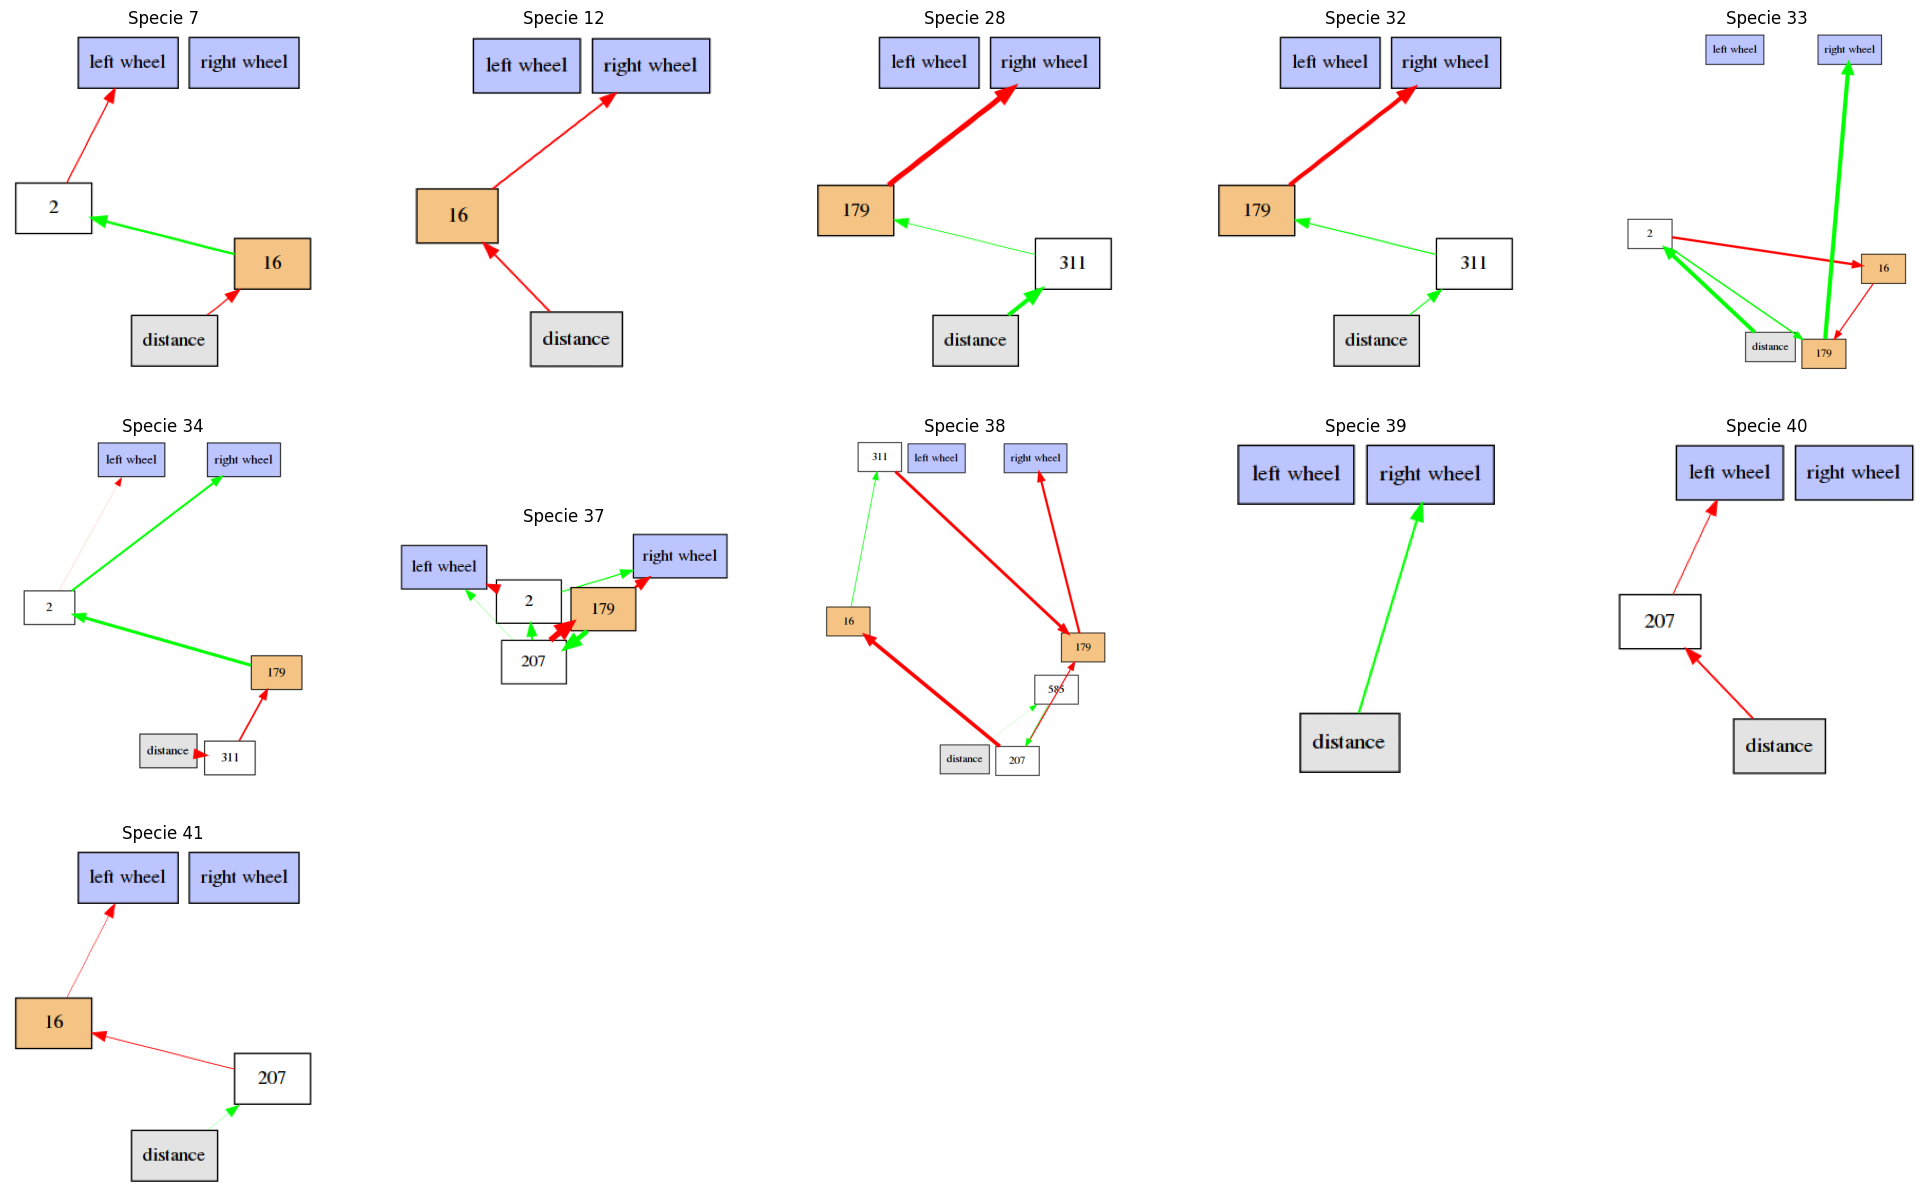 Specie 7
left wheel
right wheel
2
16
distance
Specie 12
left wheel
right wheel
16
distance
Specie 28
left wheel
right wheel
179
311
distance
Specie 32
left wheel
right wheel
179
311
distance
Specie 33
left wheel
right wheel
2
16
distance
179
Specie 34
left wheel
right wheel
2
179
distance
311
Specie 37
left wheel
right wheel
2
179
207
Specie 38
311
left wheel
right wheel
16
179
585
distance
207
Specie 39
left wheel
right wheel
distance
Specie 40
left wheel
right wheel
207
distance
Specie 41
left wheel
right wheel
16
207
distance